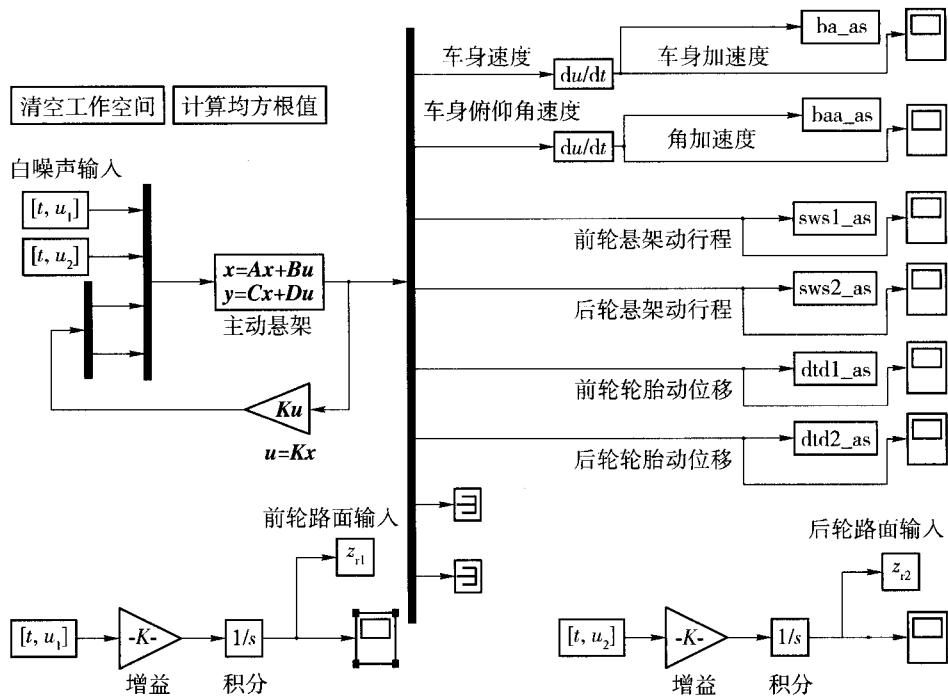 ba_as
车身速度
du/dt
车身加速度
清空工作空间
计算均方根值
车身俯仰角速度
baa_as
du/dt
角加速度
白噪声输入
[t, u1]
sws1_as
前轮悬架动行程
[t, u2]
x=Ax+Bu
y=Cx+Du
主动悬架
sws2_as
后轮悬架动行程
dtd1_as
前轮轮胎动位移
Ku
u=Kx
dtd2_as
后轮轮胎动位移
前轮路面输入
zr1
后轮路面输入
zr2
[t, u1]
-K-
1/s
增益
积分
[t, u2]
-K-
1/s
增益
积分